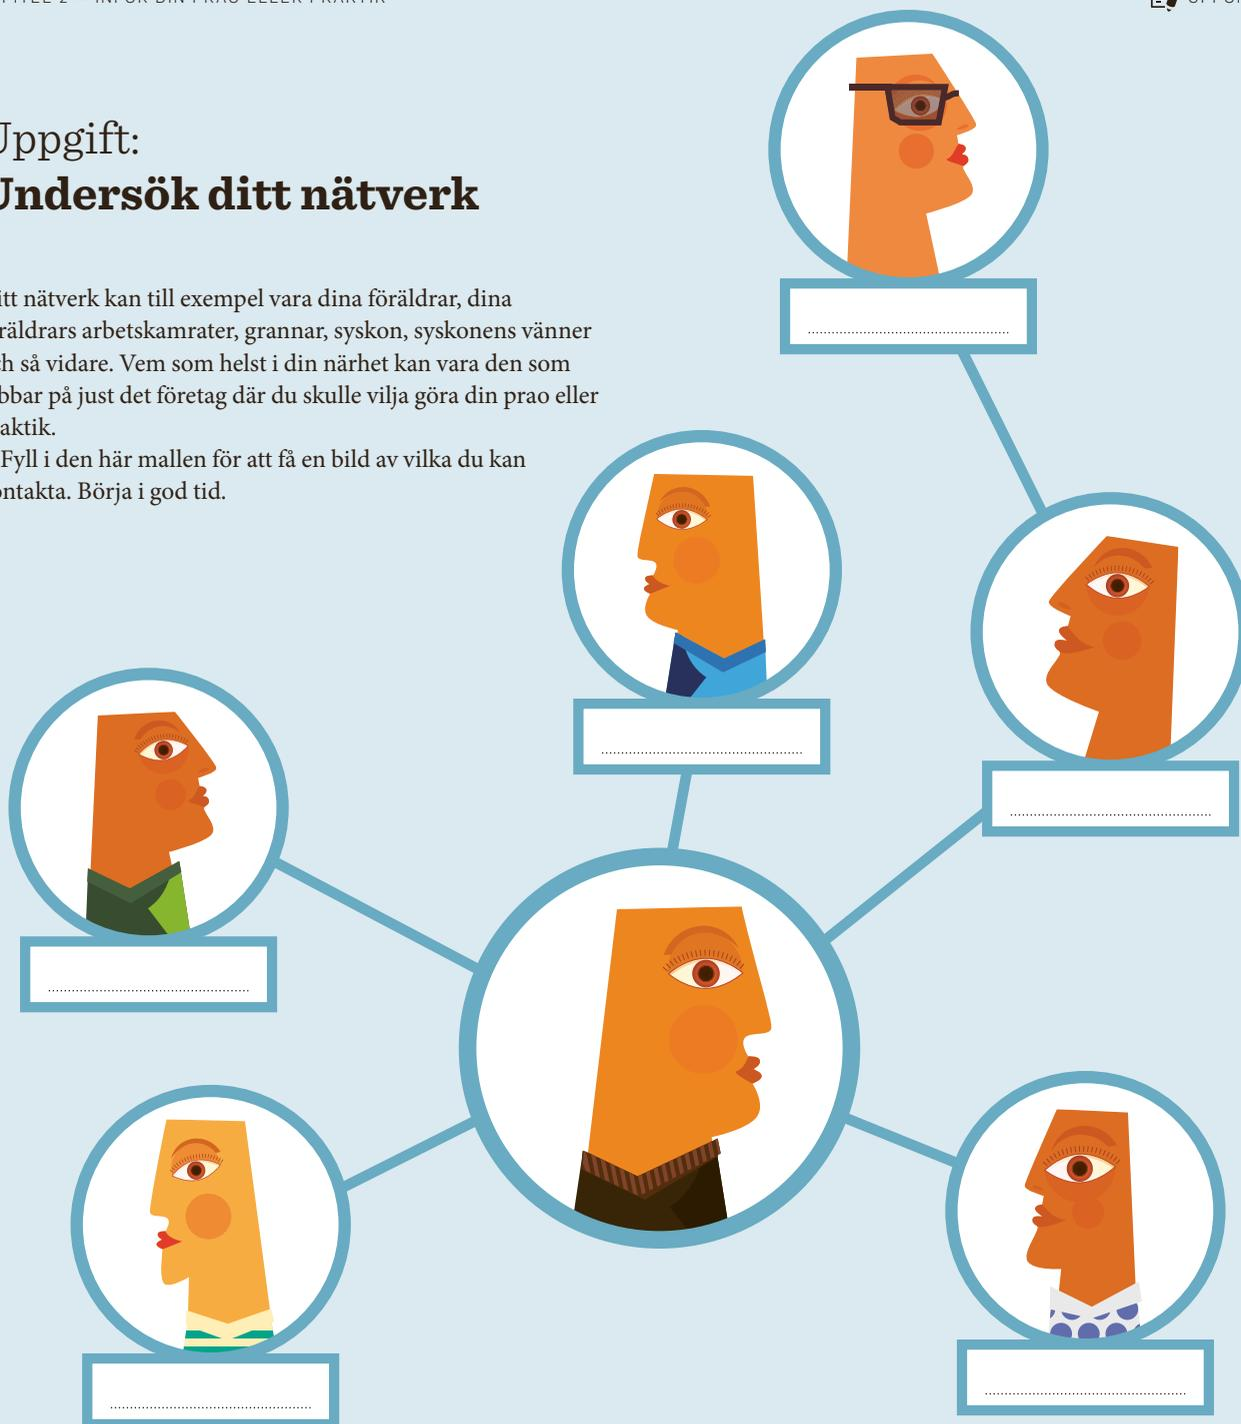 Uppgift:
Undersök ditt nätverk
itt nätverk kan till exempel vara dina föräldrar, dina
räldrars arbetskamrater, grannar, syskon, syskonens vänner
h så vidare. Vem som helst i din närhet kan vara den som
bbar på just det företag där du skulle vilja göra din prao eller
aktik.
Fyll i den här mallen för att få en bild av vilka du kan
ontakta. Börja i god tid.